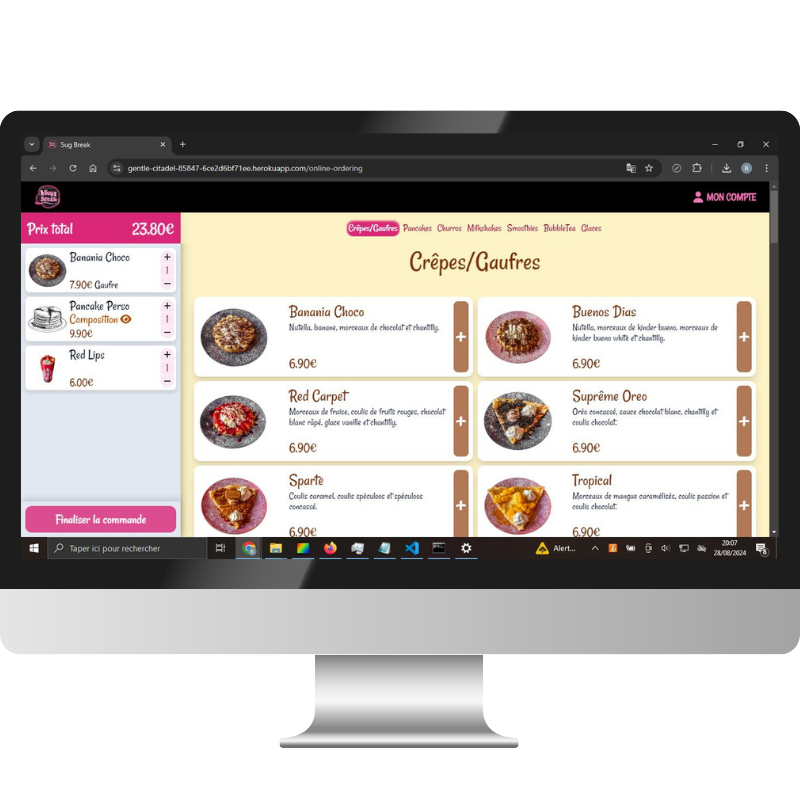 Sug Break
gentle-citadel-85847-6ce2d6bf71ee.herokuapp.com/online-ordering
Sugg
Break
MON COMPTE
Prix total 23.80€
Banania Choco
1
7.90€ Gaufre
Pancake Perso
Composition
1
9.90€
Red Lips
1
6.00€
Finaliser la commande
Crêpes/Gaufres Pancakes Churros Milkshakes Smoothies BubbleTea Glaces
Crêpes/Gaufres
Banania Choco
Nutella, banane, morceaux de chocolat et chantilly.
6.90€
Buenos Dias
Nutella, morceaux de kinder bueno, morceaux de
kinder bueno white et chantilly.
6.90€
Red Carpet
Morceaux de fraise, coulis de fruits rouges, chocolat
blanc râpé, glace vanille et chantilly.
6.90€
Suprême Oreo
Oréo concassé, sauce chocolat blanc, chantilly et
coulis chocolat.
6.90€
Sparte
Coulis caramel, coulis spéculoos et spéculoos
concassé.
6.90€
Tropical
Morceaux de mangue caramélisés, coulis passion et
coulis chocolat.
6.90€
Taper ici pour rechercher
Alert...
20:07
28/08/2024